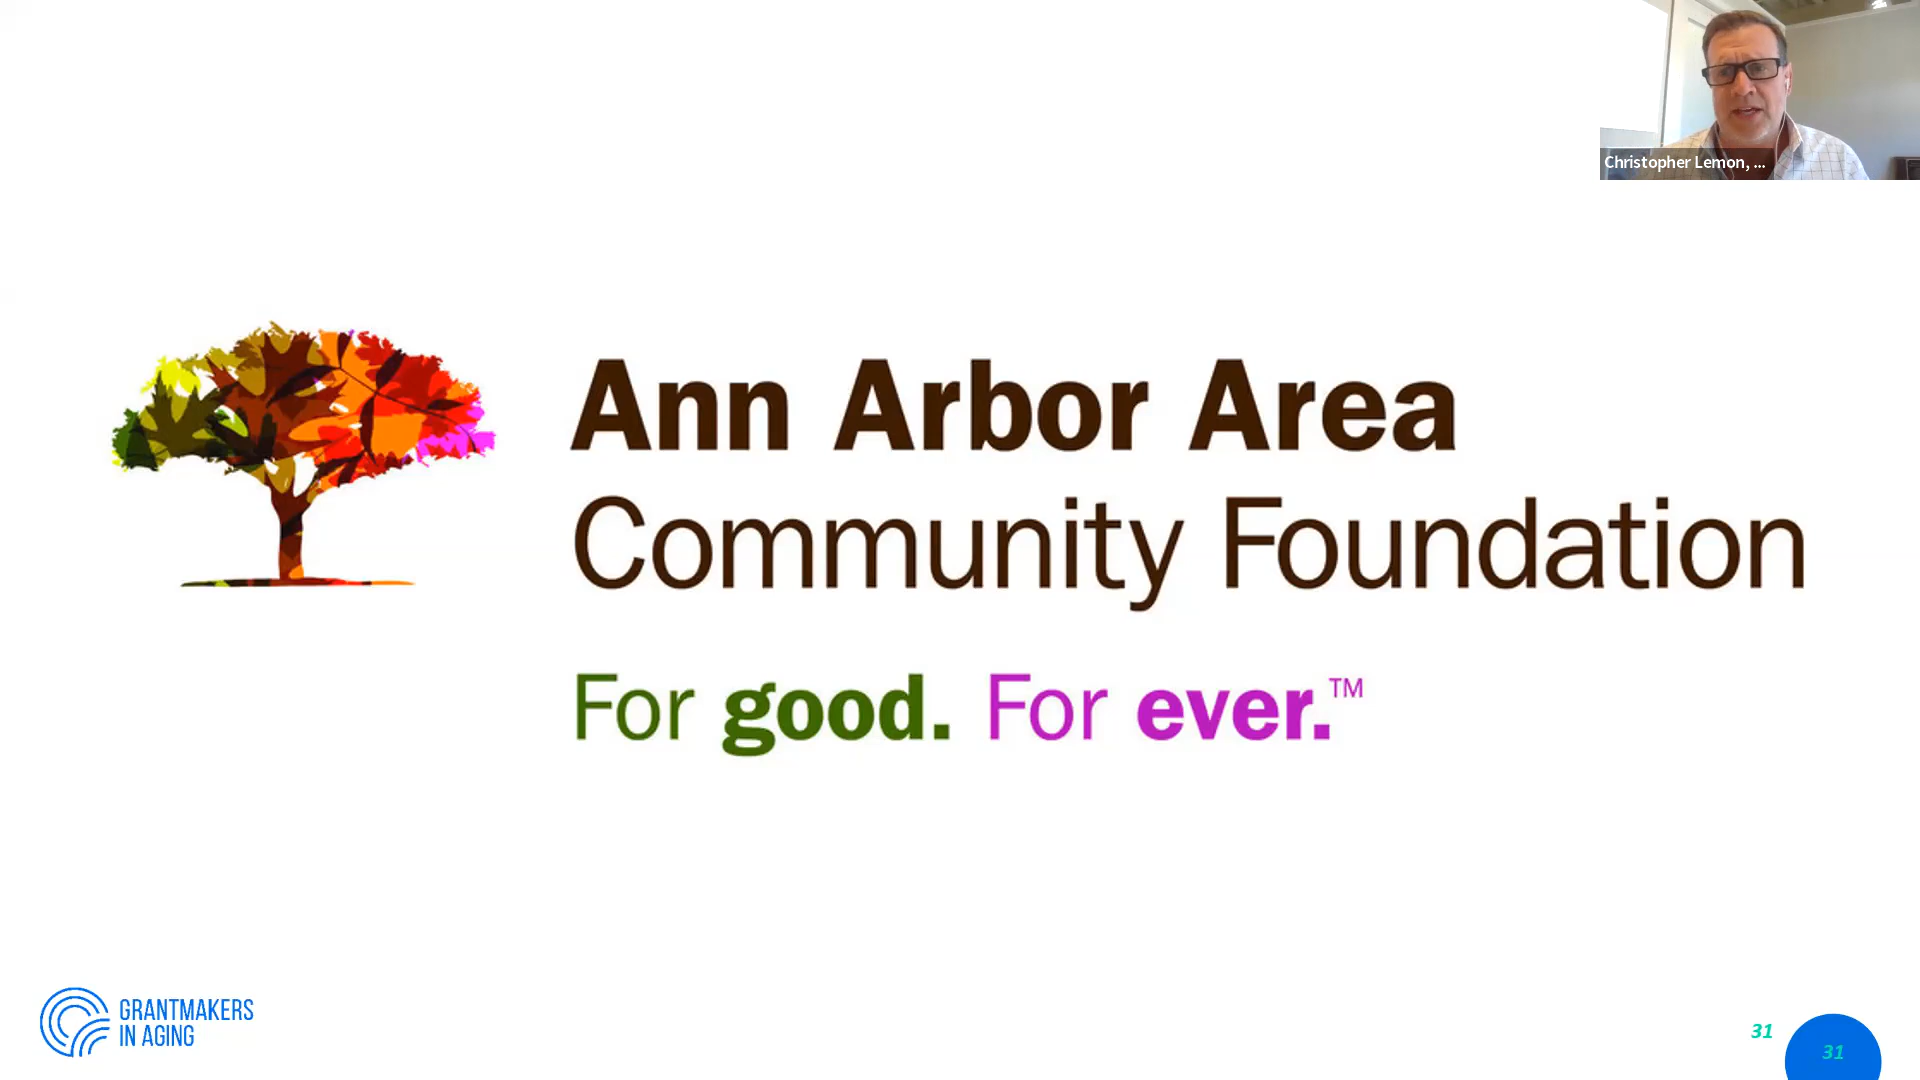 Christopher Lemon, ...
Ann Arbor Area
Community Foundation
For good. For ever.™
GRANTMAKERS
IN AGING
31
31